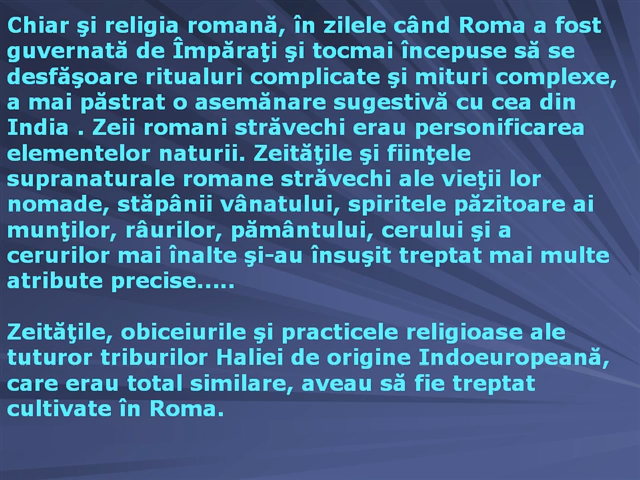 Chiar şi religia romană, în zilele când Roma a fost
guvernată de Împăraţi şi tocmai începuse să se
desfăşoare ritualuri complicate şi mituri complexe,
a mai păstrat o asemănare sugestivă cu cea din
India . Zeii romani străvechi erau personificarea
elementelor naturii. Zeităţile şi fiinţele
supranaturale romane străvechi ale vieţii lor
nomade, stăpânii vânatului, spiritele păzitoare ai
munţilor, râurilor, pământului, cerului şi a
cerurilor mai înalte şi-au însuşit treptat mai multe
atribute precise.....
Zeităţile, obiceiurile şi practicele religioase ale
tuturor triburilor Haliei de origine Indoeuropeană,
care erau total similare, aveau să fie treptat
cultivate în Roma.